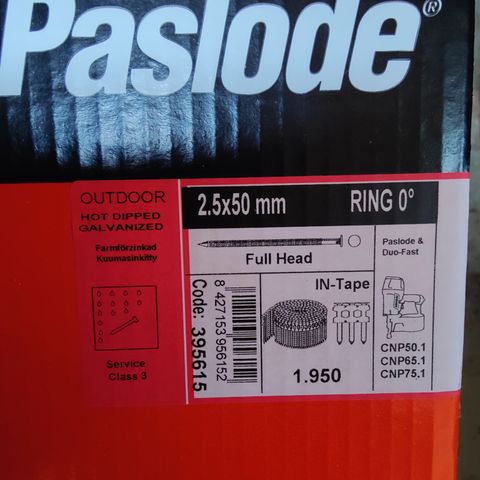 Paslode®
OUTDOOR
HOT DIPPED
GALVANIZED
Farmförzinkad
Kuumasinkitty
Service
Class 3
2.5x50 mm RING 0°
Full Head
Code: 395615
8 427153 956152
IN-Tape
1.950
Paslode &
Duo-Fast
CNP50.1
CNP65.1
CNP75.1